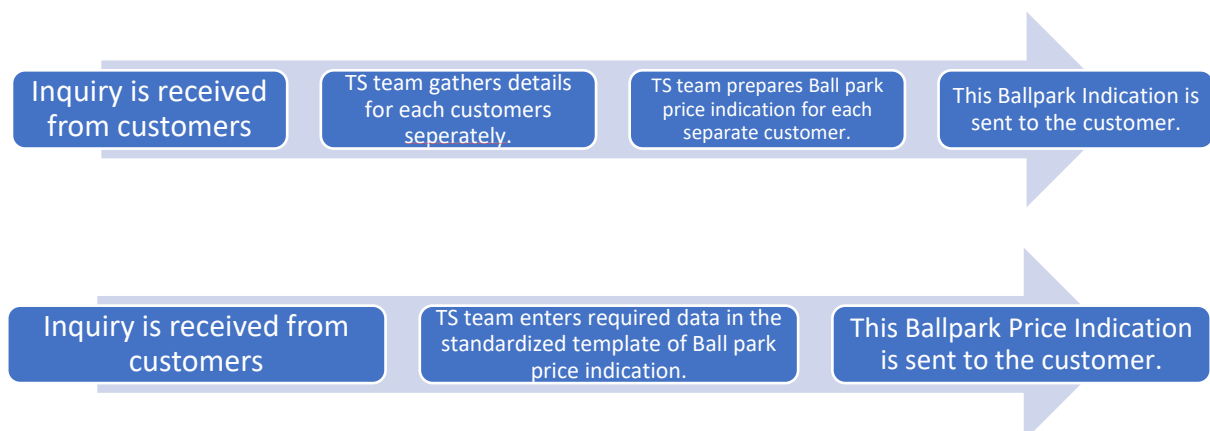 Inquiry is received
from customers
TS team gathers details
for each customers
seperately.
TS team prepares Ball park
price indication for each
separate customer.
This Ballpark Indication is
sent to the customer.
Inquiry is received from
customers
TS team enters required data in the
standardized template of Ball park
price indication.
This Ballpark Price Indication
is sent to the customer.